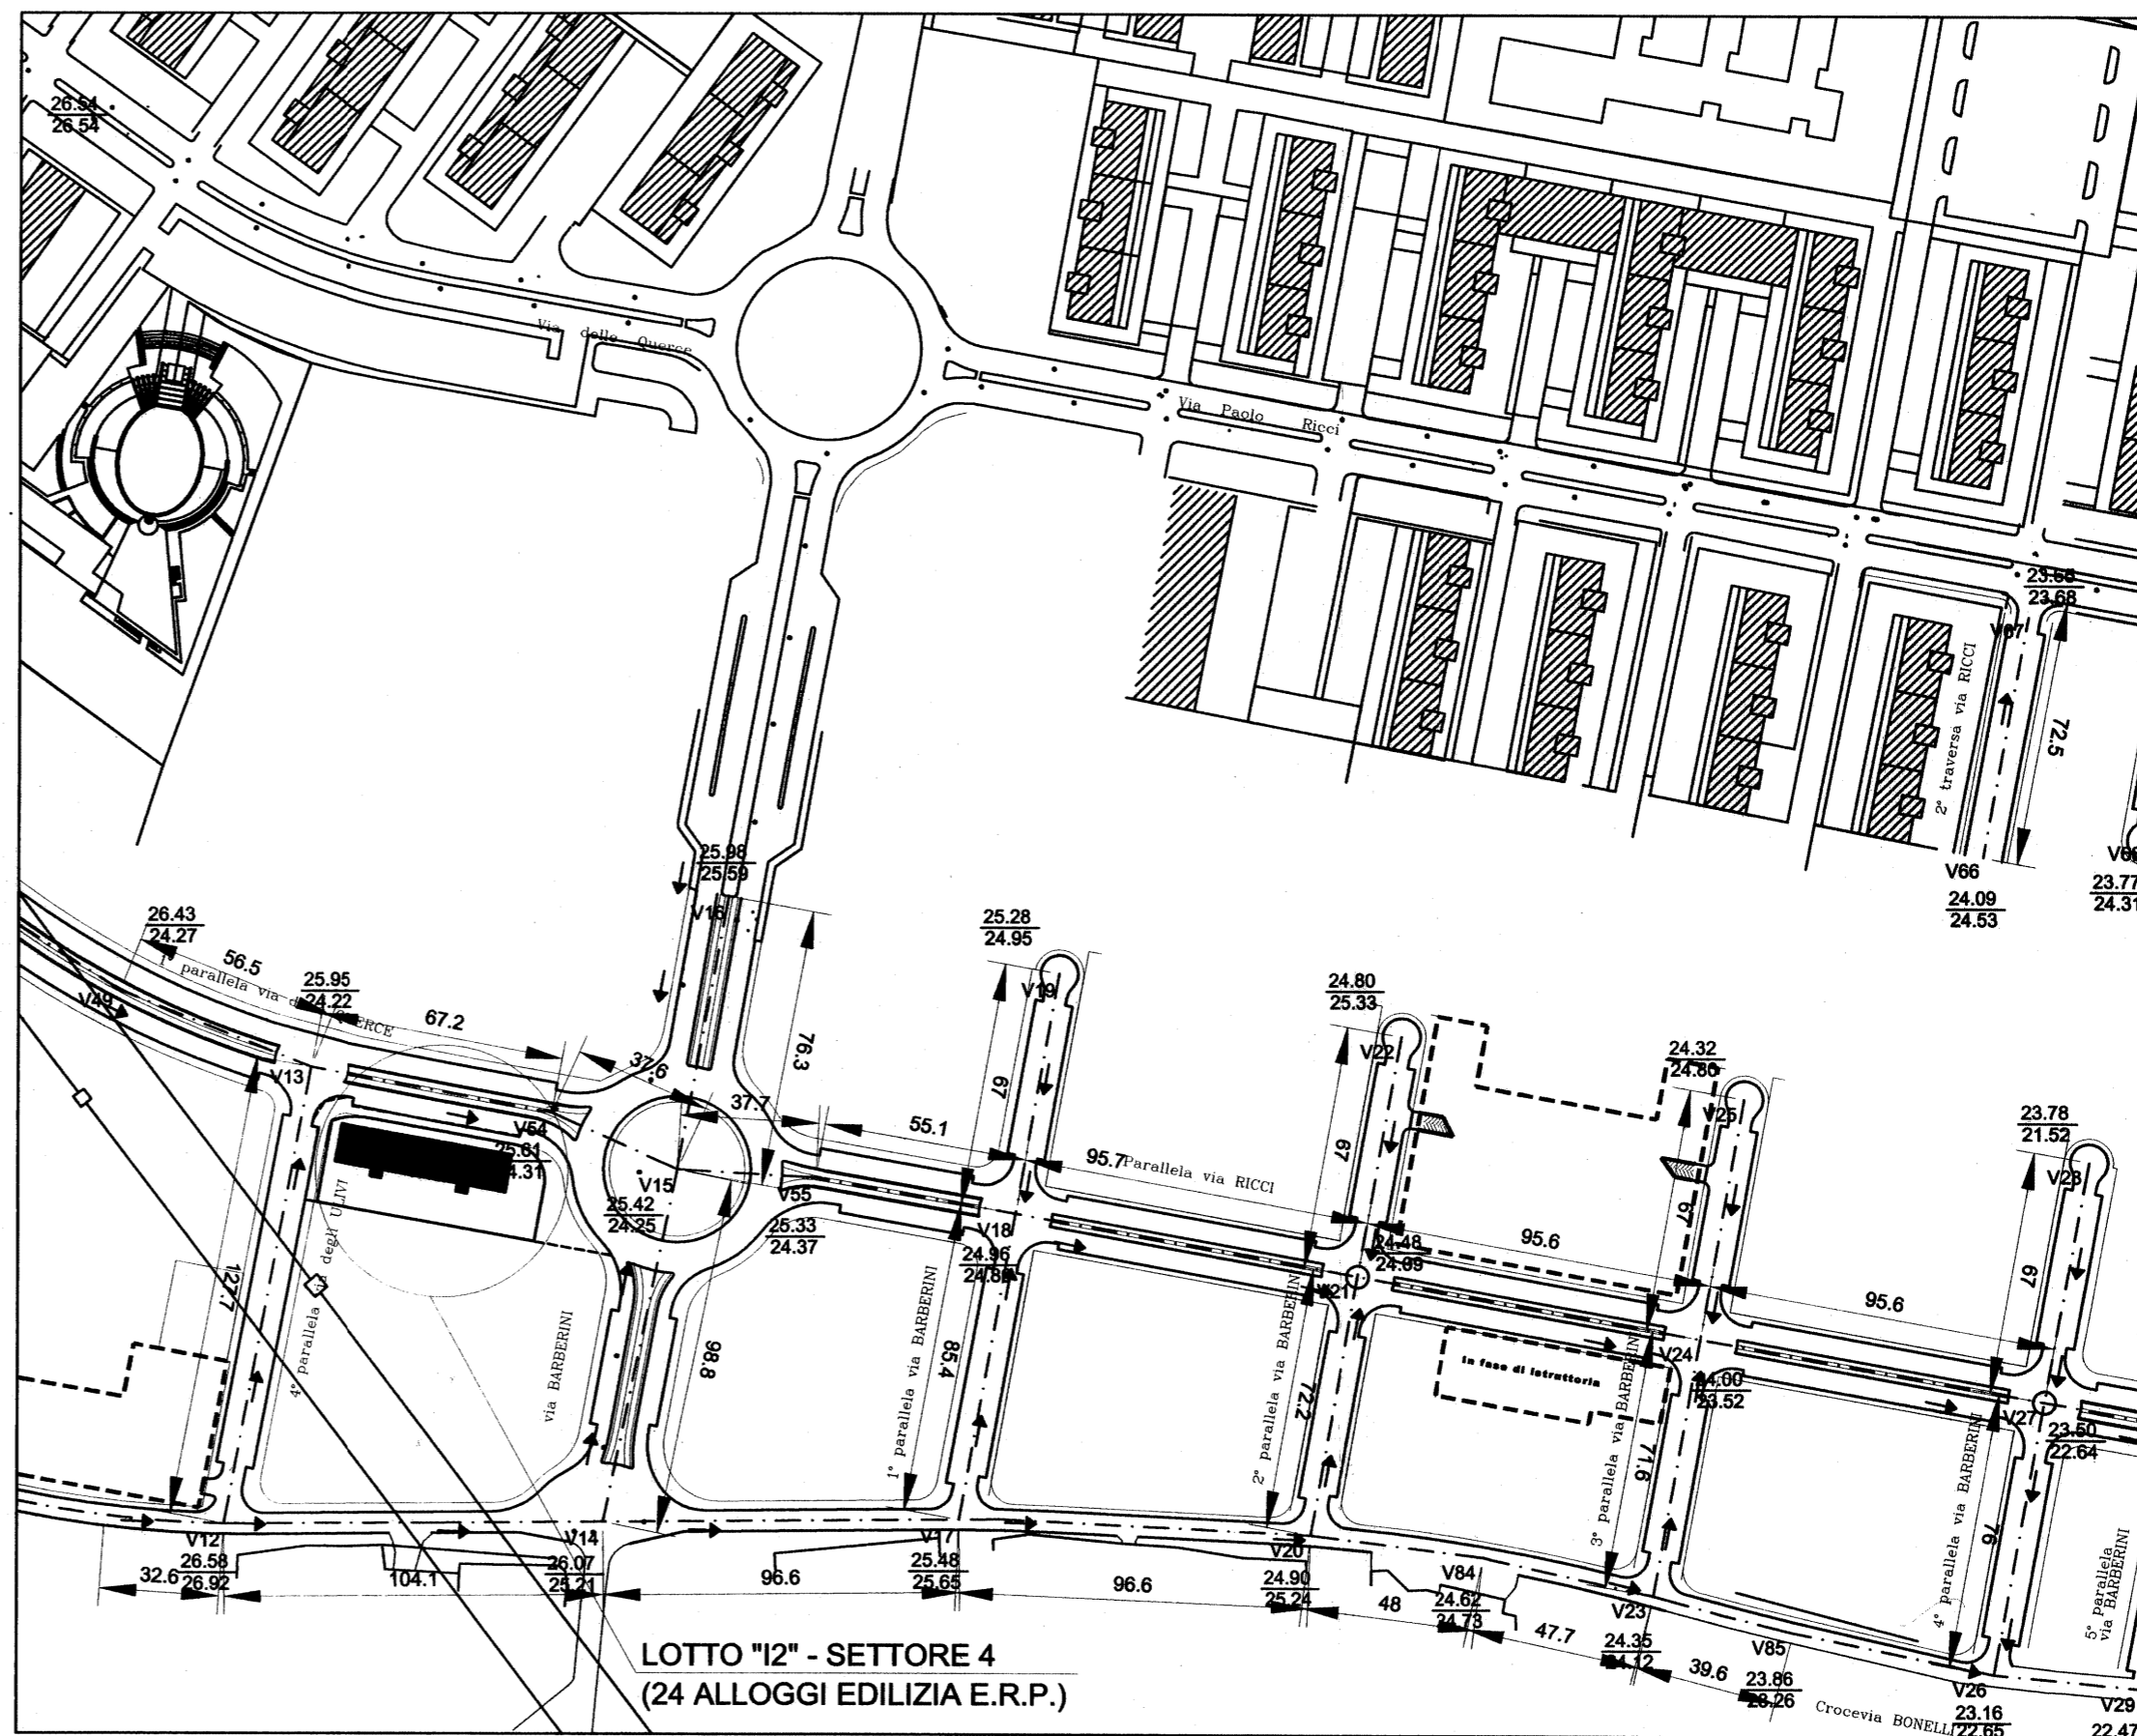 26.54
26.54
Via delle Querce
Via Paolo Ricci
23.68
V67
2° traversa via RICCI
72.5
V66
24.09
24.53
23.77
24.31
25.98
25.59
V16
76.3
26.43
24.27
56.5
1° parallela via
QUERCE
V49
25.95
24.22
67.2
37.6
37.7
V13
V54
V15
25.42
24.25
V55
25.33
24.37
55.1
25.28
24.95
V19
67
95.7
Parallela via RICCI
V18
24.96
24.80
25.33
V22
67
24.48
24.09
V21
95.6
24.32
24.80
V25
67
V24
23.52
95.6
23.78
21.52
67
V27
23.50
22.64
127.7
4° parallela
degli ULIVI
via BARBERINI
98.8
1° parallela via BARBERINI
85.4
2° parallela via BARBERINI
72.2
In fase di istruttoria
3° parallela via BARBERINI
71.6
4° parallela via BARBERINI
76
5° parallela
via BARBERINI
V12
26.58
26.92
32.6
104.1
V14
26.07
25.21
96.6
V17
25.48
25.65
96.6
V20
24.90
25.24
48
V84
24.62
24.73
47.7
V23
24.35
24.12
39.6
V85
23.86
Crocevia BONELLI
V26
23.16
22.65
V29
22.47
LOTTO "I2" - SETTORE 4
(24 ALLOGGI EDILIZIA E.R.P.)